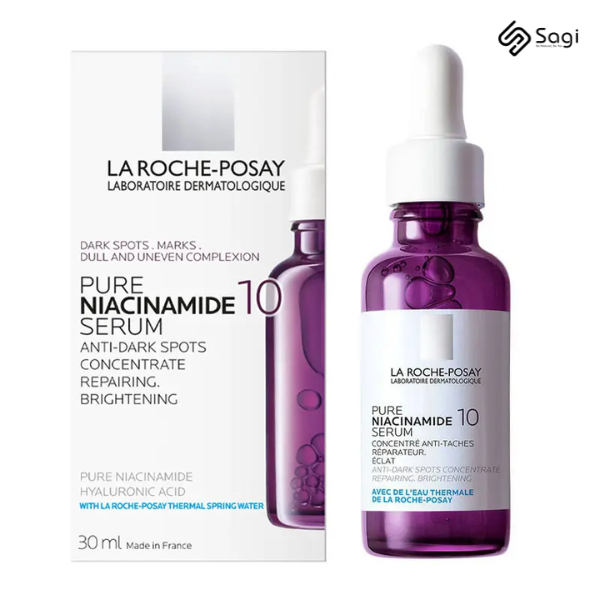 Sagi
LA ROCHE-POSAY
LABORATOIRE DERMATOLOGIQUE
DARK SPOTS . MARKS .
DULL AND UNEVEN COMPLEXION
PURE
NIACINAMIDE 10
SERUM
ANTI-DARK SPOTS
CONCENTRATE
REPAIRING.
BRIGHTENING
PURE NIACINAMIDE
HYALURONIC ACID
WITH LA ROCHE-POSAY THERMAL SPRING WATER
30 ml Made in France
LA ROCHE-POSAY
LABORATOIRE DERMATOLOGIQUE
PURE
NIACINAMIDE 10
SERUM
CONCENTRÉ ANTI-TACHES
RÉPARATEUR.
ÉCLAT
ANTI-DARK SPOTS CONCENTRATE
REPAIRING. BRIGHTENING
AVEC DE L'EAU THERMALE
DE LA ROCHE-POSAY